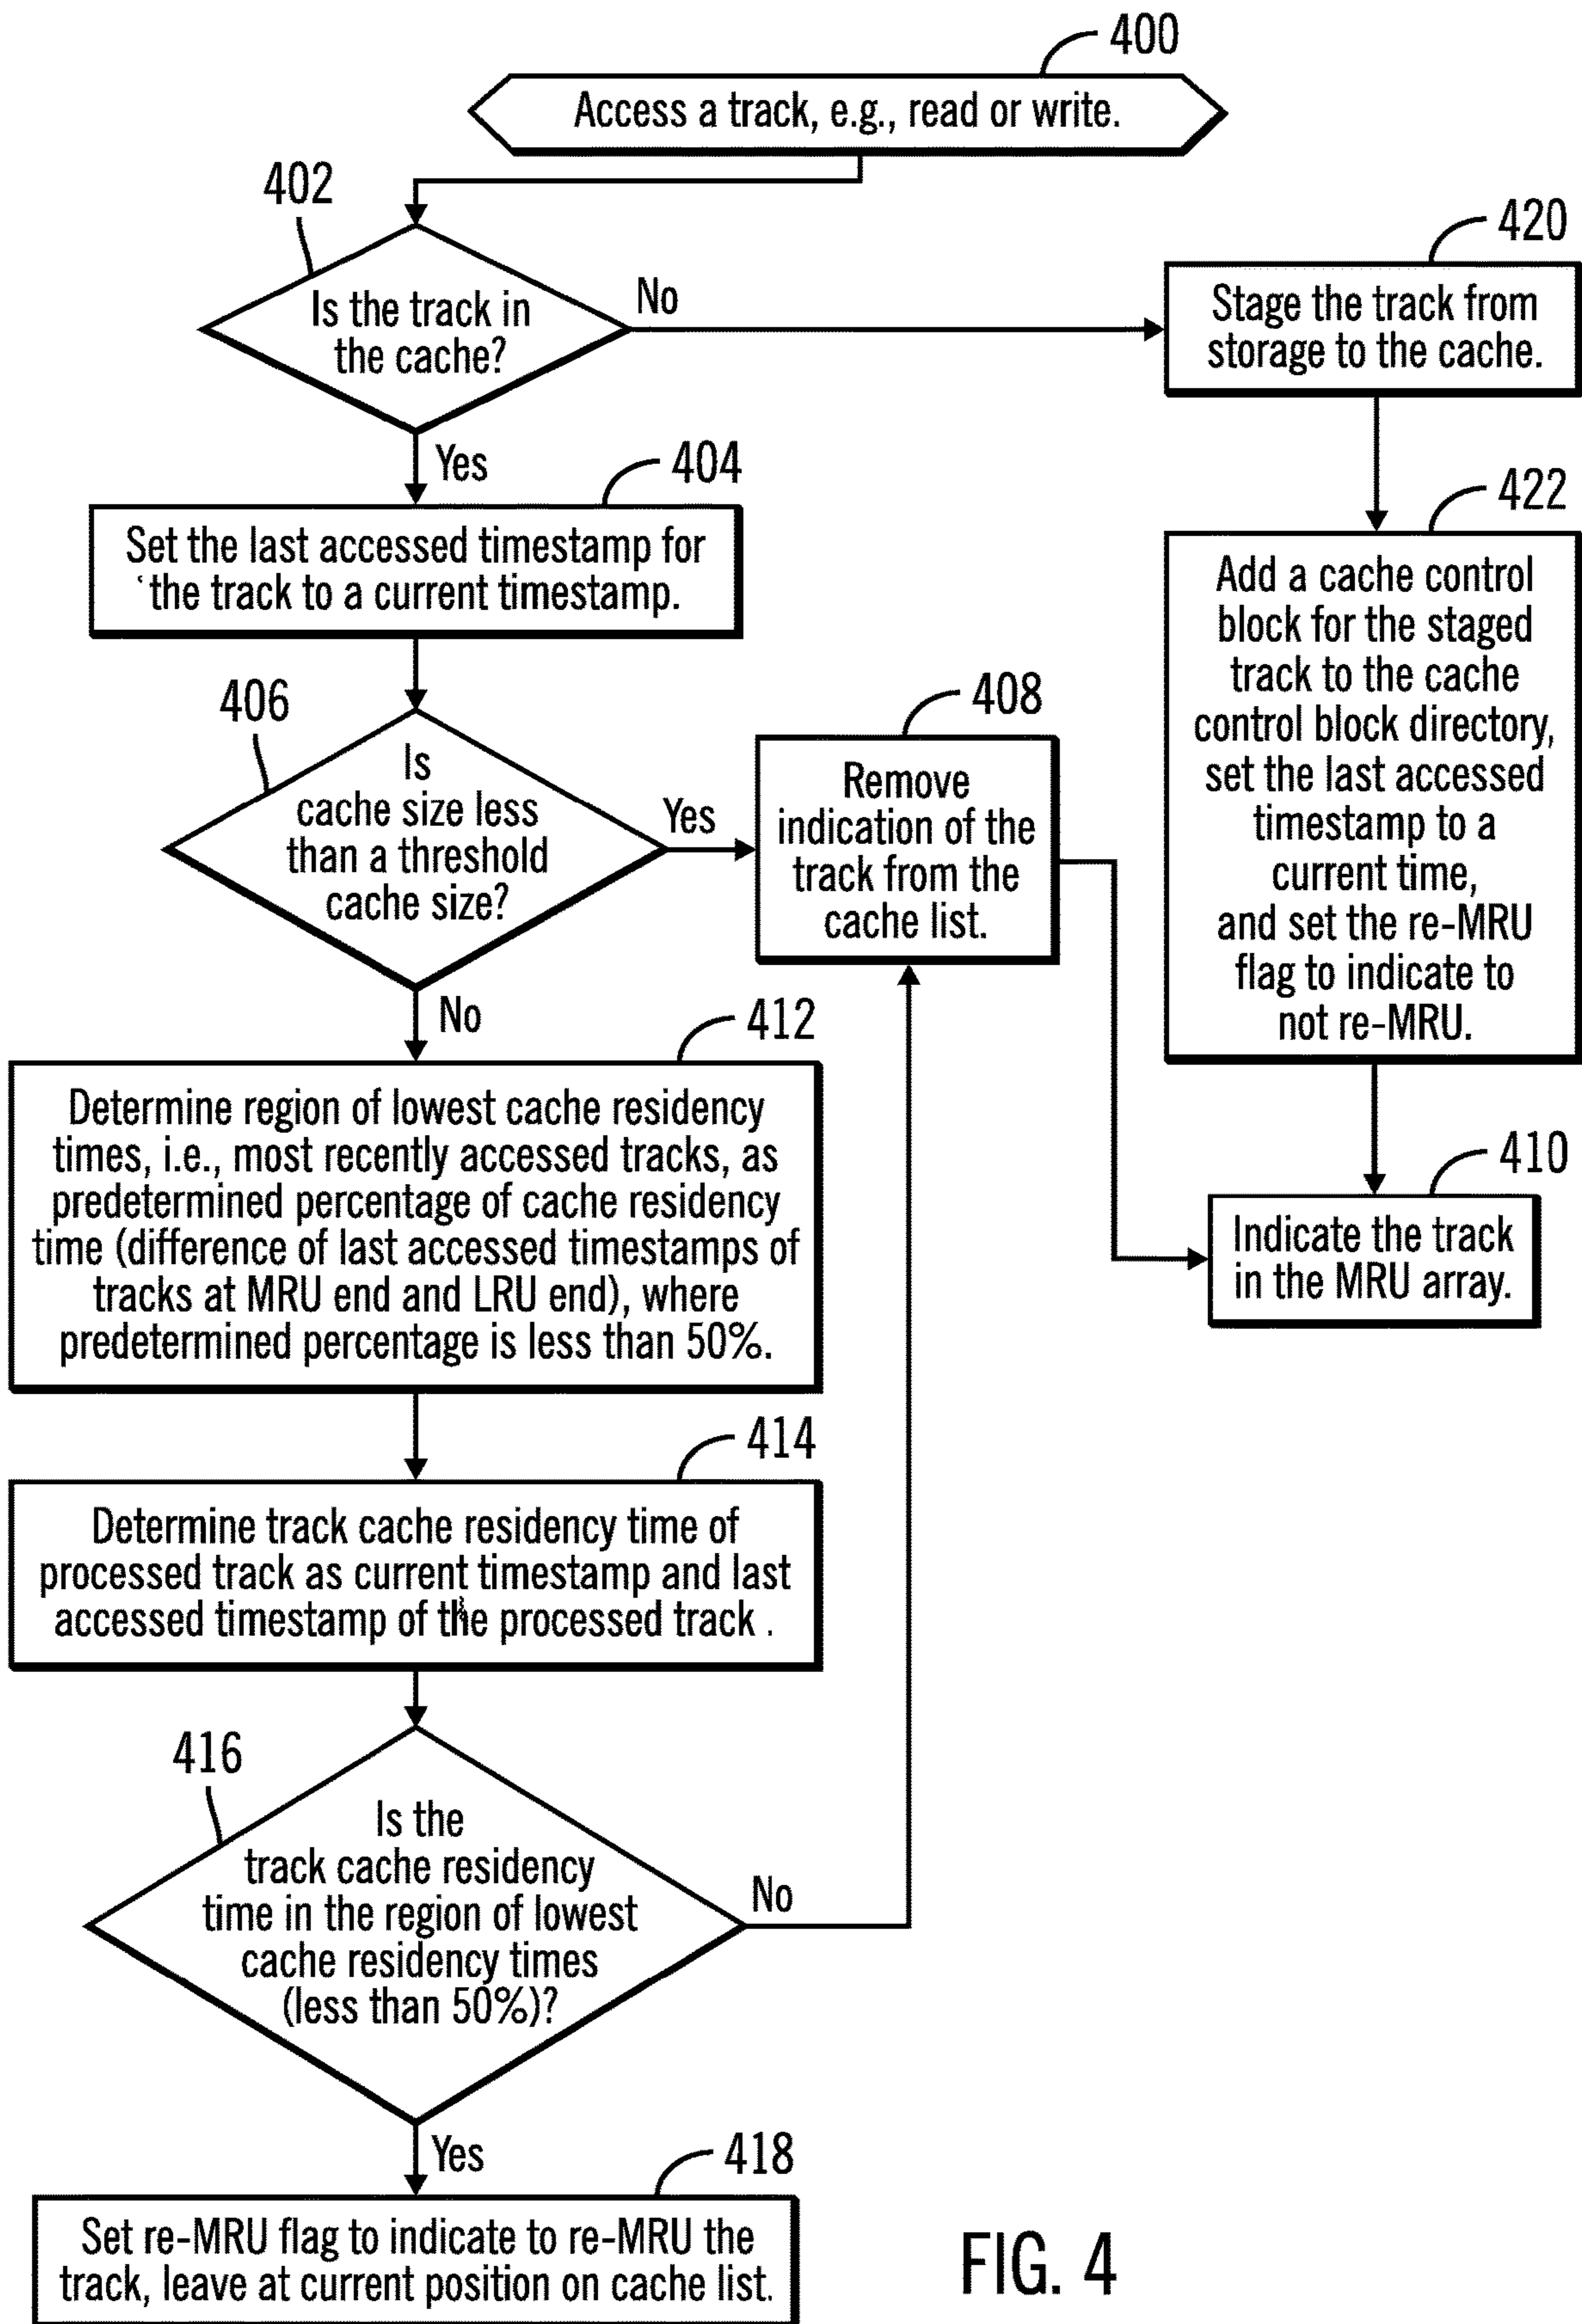 400
Access a track, e.g., read or write.
402
Is the track in
the cache?
No
Yes
420
Stage the track from
storage to the cache.
404
Set the last accessed timestamp for
the track to a current timestamp.
422
Add a cache control
block for the staged
track to the cache
control block directory,
set the last accessed
timestamp to a
current time,
and set the re-MRU
flag to indicate to
not re-MRU.
406
Is
cache size less
than a threshold
cache size?
Yes
No
408
Remove
indication of the
track from the
cache list.
410
Indicate the track
in the MRU array.
412
Determine region of lowest cache residency
times, i.e., most recently accessed tracks, as
predetermined percentage of cache residency
time (difference of last accessed timestamps of
tracks at MRU end and LRU end), where
predetermined percentage is less than 50%.
414
Determine track cache residency time of
processed track as current timestamp and last
accessed timestamp of the processed track .
416
Is the
track cache residency
time in the region of lowest
cache residency times
(less than 50%)?
No
Yes
418
Set re-MRU flag to indicate to re-MRU the
track, leave at current position on cache list.
FIG. 4